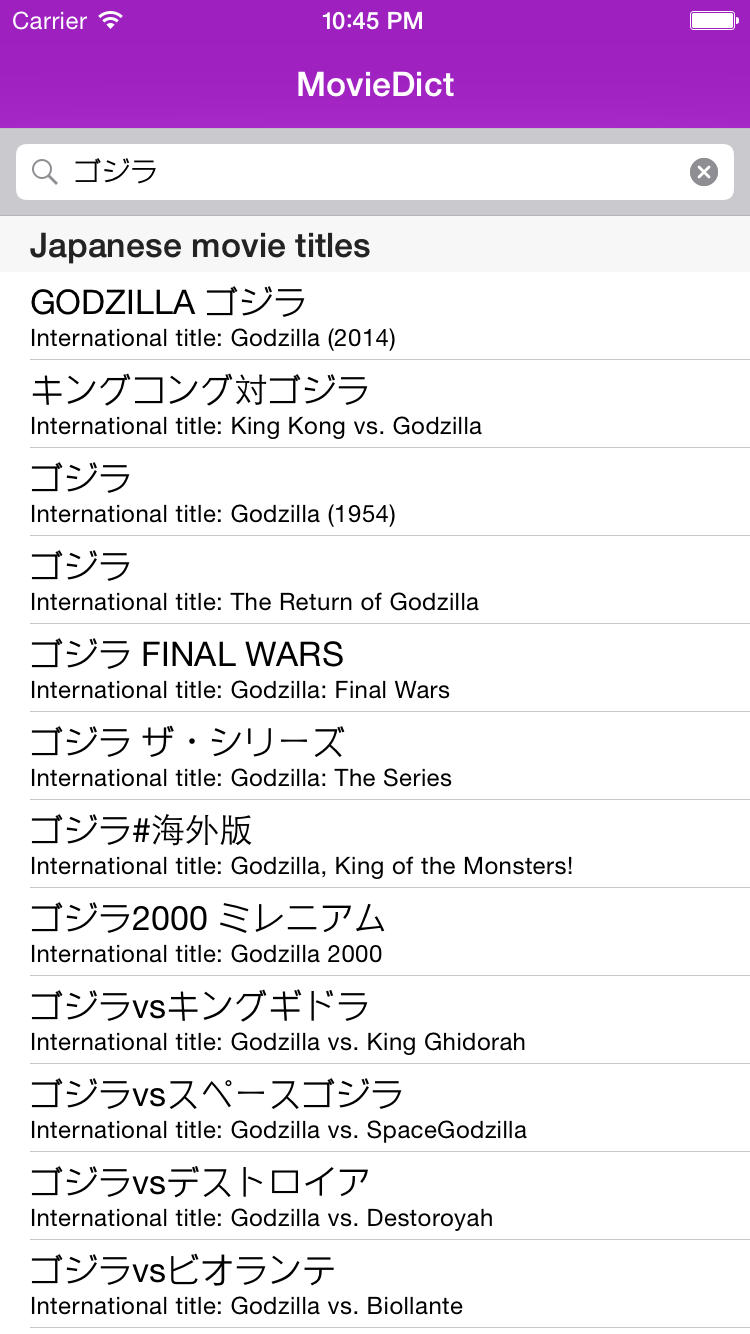 Carrier 10:45 PM
MovieDict
ゴジラ
Japanese movie titles
GODZILLA ゴジラ
International title: Godzilla (2014)
キングコング対ゴジラ
International title: King Kong vs. Godzilla
ゴジラ
International title: Godzilla (1954)
ゴジラ
International title: The Return of Godzilla
ゴジラ FINAL WARS
International title: Godzilla: Final Wars
ゴジラ ザ・シリーズ
International title: Godzilla: The Series
ゴジラ#海外版
International title: Godzilla, King of the Monsters!
ゴジラ2000 ミレニアム
International title: Godzilla 2000
ゴジラvsキングギドラ
International title: Godzilla vs. King Ghidorah
ゴジラvsスペースゴジラ
International title: Godzilla vs. SpaceGodzilla
ゴジラvsデストロイア
International title: Godzilla vs. Destoroyah
ゴジラvsビオランテ
International title: Godzilla vs. Biollante